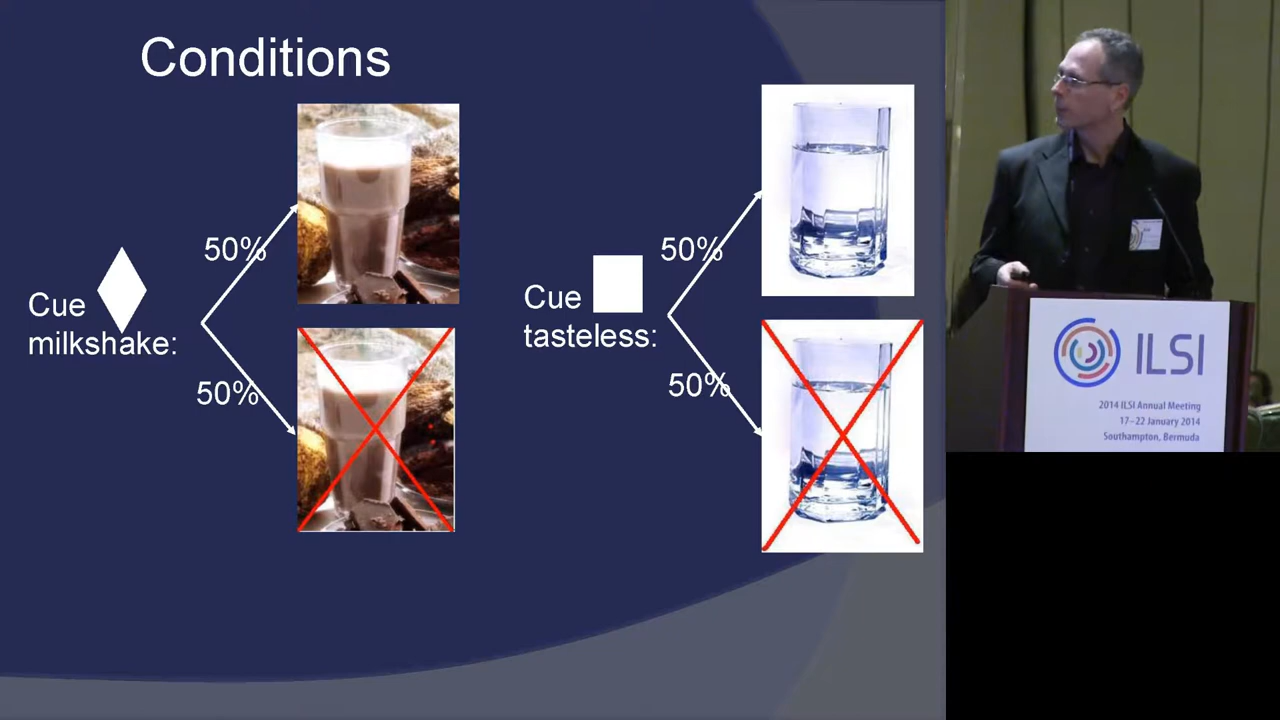 Conditions
50%
Cue
milkshake:
50%
50%
Cue
tasteless:
50%
ILSI
2014 ILSI Annual Meeting
17–22 January 2014
Southampton, Bermuda